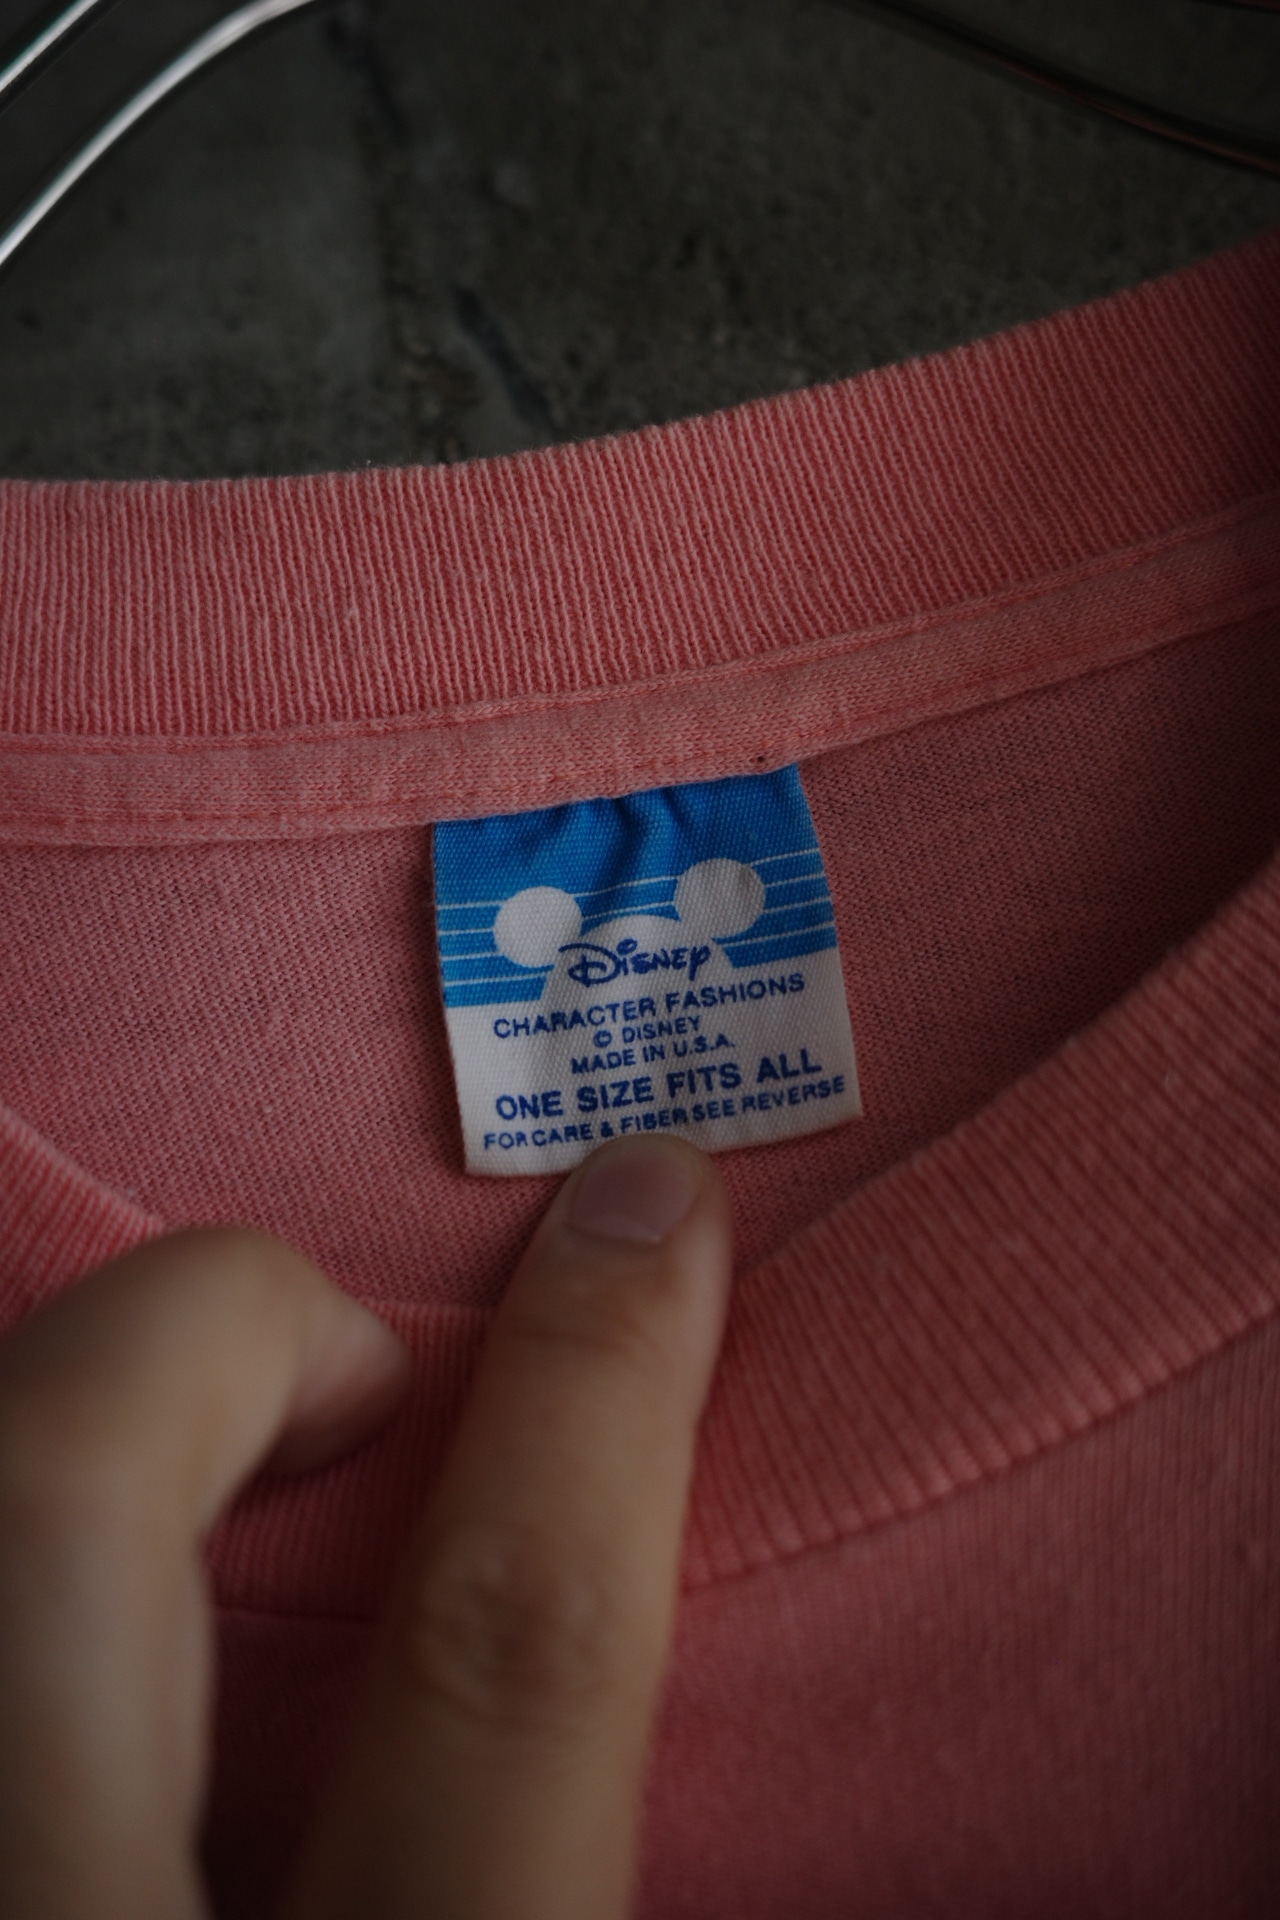 Disney
CHARACTER FASHIONS
© DISNEY
MADE IN U.S.A.
ONE SIZE FITS ALL
FOR CARE & FIBER SEE REVERSE